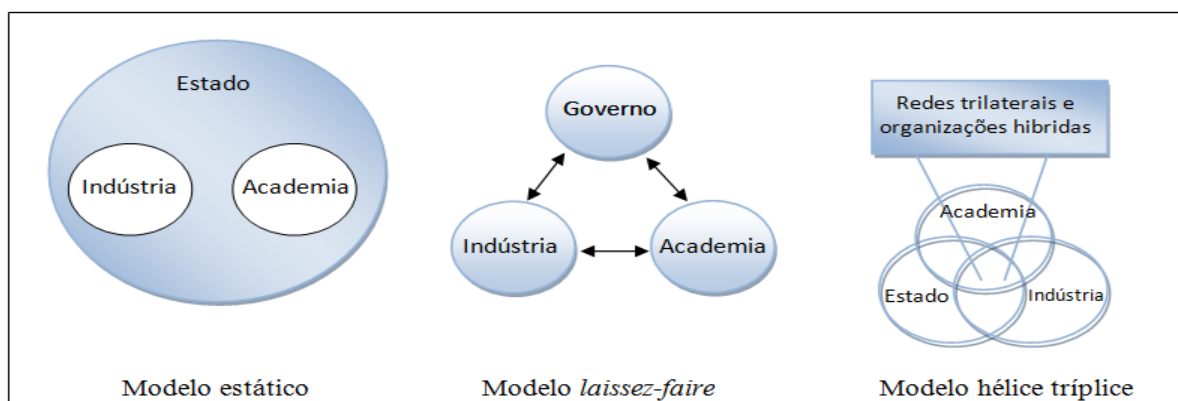 Estado
Indústria
Academia
Modelo estático
Governo
Indústria
Academia
Modelo laissez-faire
Redes trilaterais e
organizações hibridas
Academia
Estado
Indústria
Modelo hélice tríplice